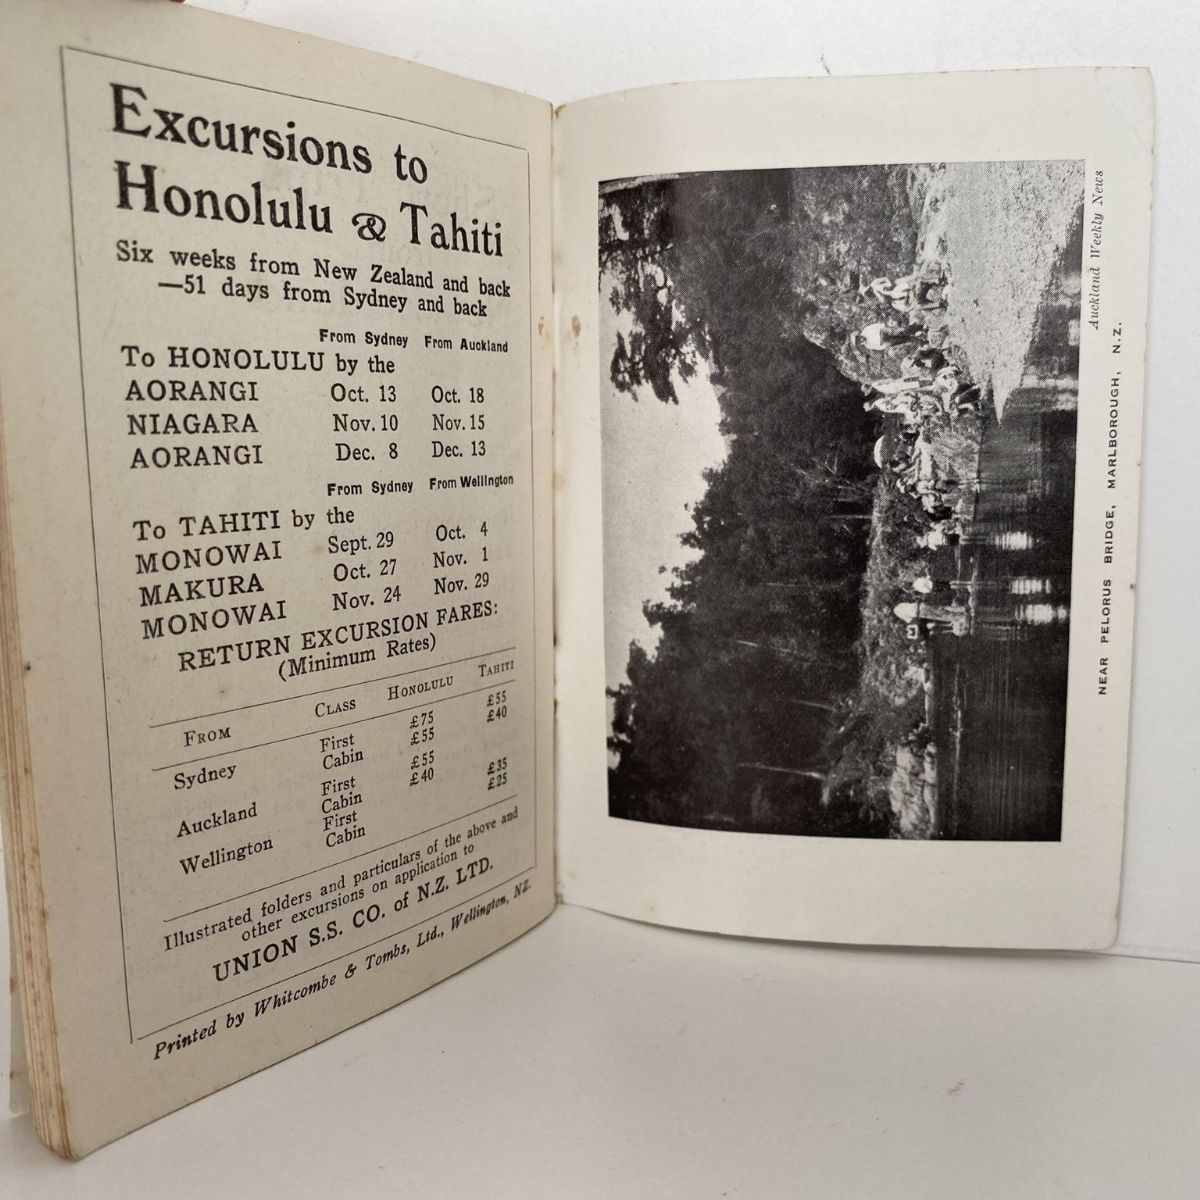 Excursions to
Honolulu & Tahiti
Six weeks from New Zealand and back
—51 days from Sydney and back
From Sydney From Auckland
To HONOLULU by the
AORANGI Oct. 13 Oct. 18
NIAGARA Nov. 10 Nov. 15
AORANGI Dec. 8 Dec. 13
From Sydney From Wellington
To TAHITI by the
MONOWAI Sept. 29 Oct. 4
MAKURA Oct. 27 Nov. 1
MONOWAI Nov. 24 Nov. 29
RETURN EXCURSION FARES:
(Minimum Rates)
FROM CLASS HONOLULU TAHITI
Sydney First £75 £55
Cabin £55 £40
Auckland First £55
Cabin £40
Wellington First £35
Cabin £25
Illustrated folders and particulars of the above and
other excursions on application to
UNION S.S. CO. of N.Z. LTD.
Printed by Whitcombe & Tombs, Ltd., Wellington, NZ.
Auckland Weekly News
NEAR PELORUS BRIDGE, MARLBOROUGH, N.Z.